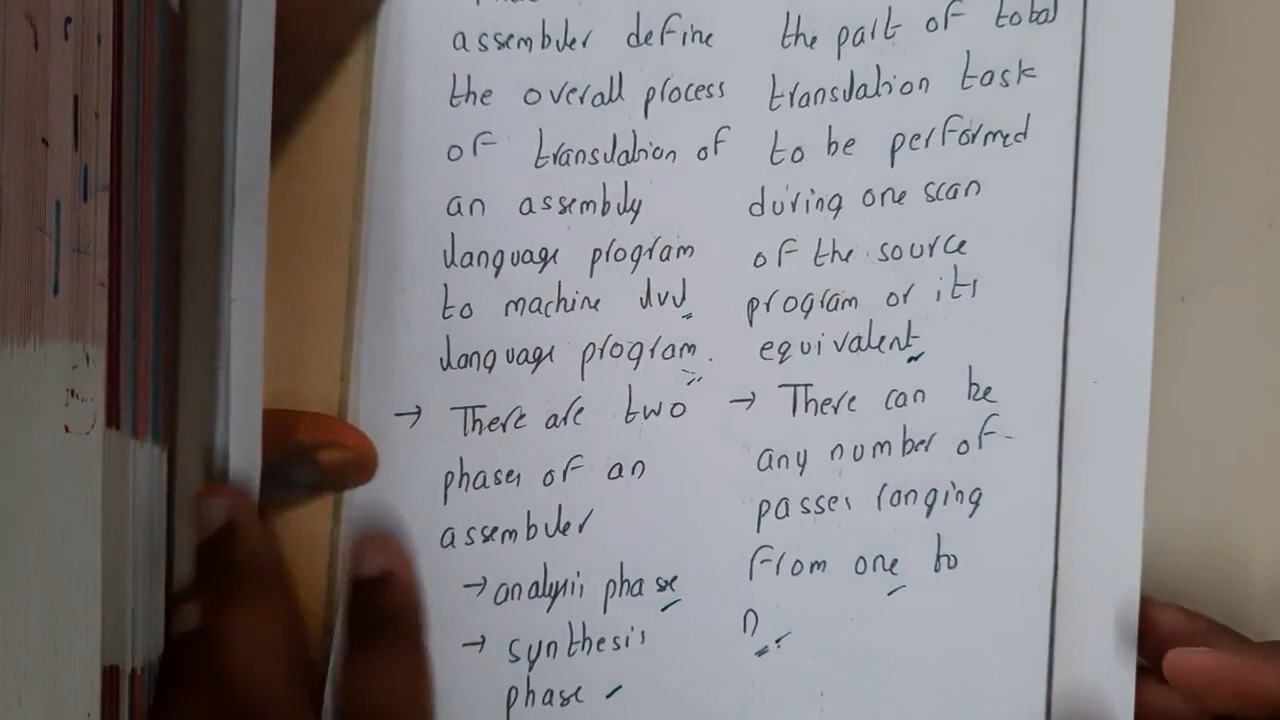 assembler define
the overall process
of translation of
an assembly
language program
to machine lvl
language program.
→ There are two
phases of an
assembler
→ analysis phase
→ synthesis
phase
the part of total
translation task
to be performed
during one scan
of the source
program or its
equivalent
→ There can be
any number of
passes ranging
from one to
n.